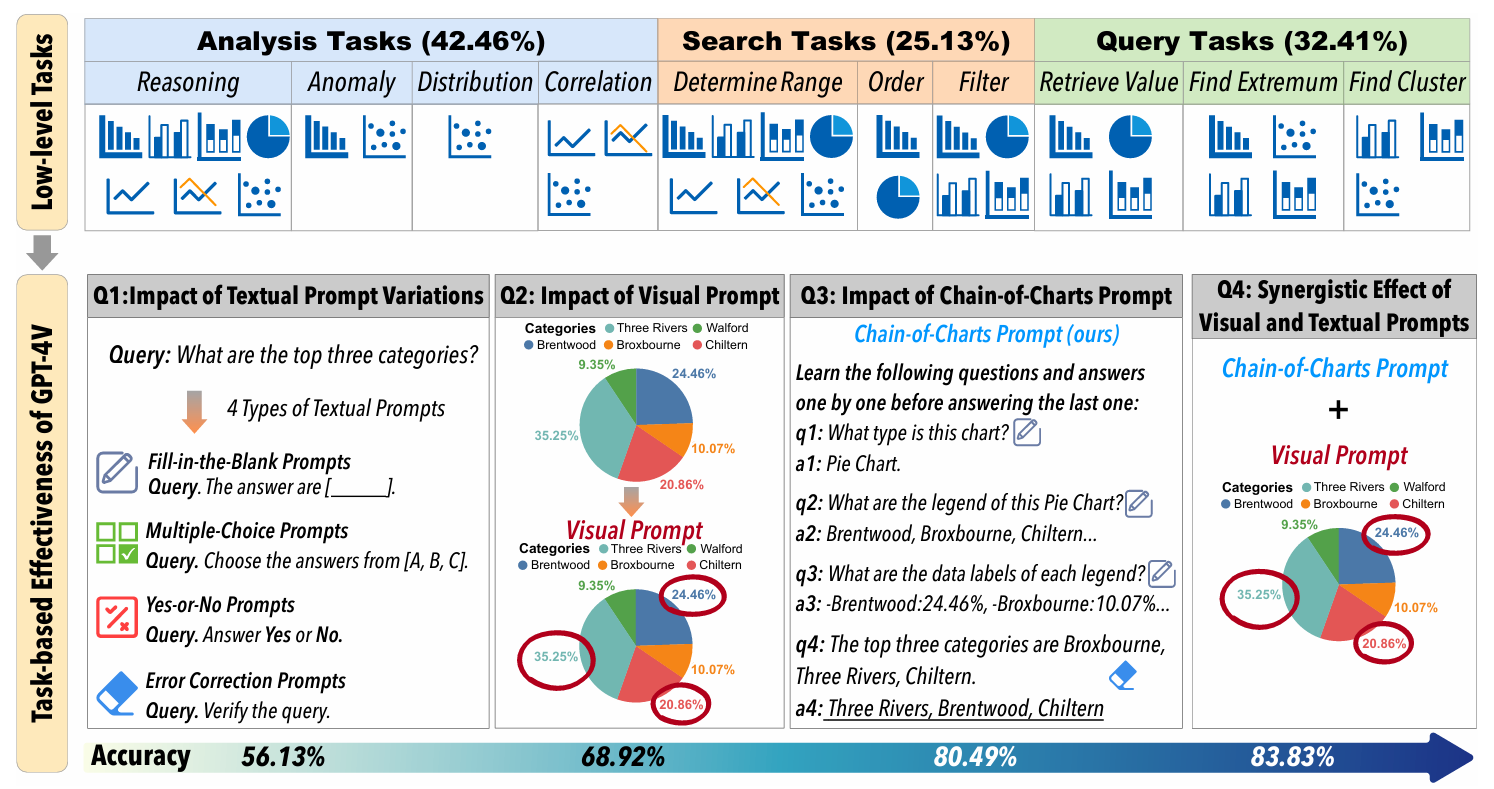 Low-level Tasks
Analysis Tasks (42.46%)
Search Tasks (25.13%)
Query Tasks (32.41%)
Reasoning
Anomaly
Distribution
Correlation
Determine Range
Order
Filter
Retrieve Value
Find Extremum
Find Cluster
Task-based Effectiveness of GPT-4V
Q1:Impact of Textual Prompt Variations
Query: What are the top three categories?
4 Types of Textual Prompts
Fill-in-the-Blank Prompts
Query. The answer are [_____].
Multiple-Choice Prompts
Query. Choose the answers from [A, B, C].
Yes-or-No Prompts
Query. Answer Yes or No.
Error Correction Prompts
Query. Verify the query.
Q2: Impact of Visual Prompt
Categories Three Rivers Walford
Brentwood Broxbourne Chiltern
9.35%
24.46%
35.25%
10.07%
20.86%
Visual Prompt
Categories Three Rivers Walford
Brentwood Broxbourne Chiltern
9.35%
24.46%
35.25%
10.07%
20.86%
Q3: Impact of Chain-of-Charts Prompt
Chain-of-Charts Prompt (ours)
Learn the following questions and answers
one by one before answering the last one:
q1: What type is this chart?
a1: Pie Chart.
q2: What are the legend of this Pie Chart?
a2: Brentwood, Broxbourne, Chiltern...
q3: What are the data labels of each legend?
a3: -Brentwood:24.46%, -Broxbourne:10.07%...
q4: The top three categories are Broxbourne,
Three Rivers, Chiltern.
a4: Three Rivers, Brentwood, Chiltern
Q4: Synergistic Effect of
Visual and Textual Prompts
Chain-of-Charts Prompt
+
Visual Prompt
Categories Three Rivers Walford
Brentwood Broxbourne Chiltern
9.35%
24.46%
35.25%
10.07%
20.86%
Accuracy 56.13% 68.92% 80.49% 83.83%